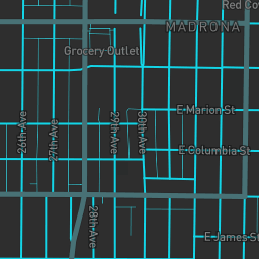 Red Co
MADRONA
Grocery Outlet
E Marion St
26th Ave
27th Ave
29th Ave
30th Ave
E Columbia St
28th Ave
E James St